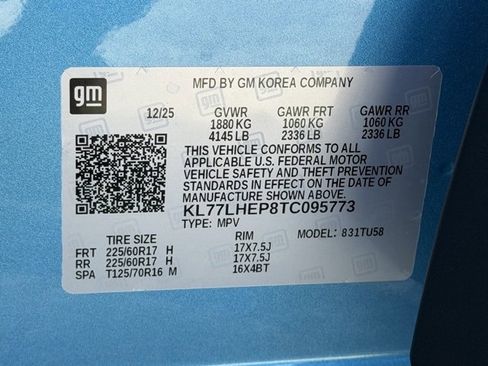 gm
MFD BY GM KOREA COMPANY
12/25 GVWR GAWR FRT GAWR RR
1880 KG 1060 KG 1060 KG
4145 LB 2336 LB 2336 LB
THIS VEHICLE CONFORMS TO ALL
APPLICABLE U.S. FEDERAL MOTOR
VEHICLE SAFETY AND THEFT PREVENTION
STANDARDS IN EFFECT ON THE DATE OF
MANUFACTURE SHOWN ABOVE.
KL77LHEP8TC095773
TYPE: MPV MODEL: 831TU58
TIRE SIZE RIM
FRT 225/60R17 H 17X7.5J
RR 225/60R17 H 17X7.5J
SPA T125/70R16 M 16X4BT